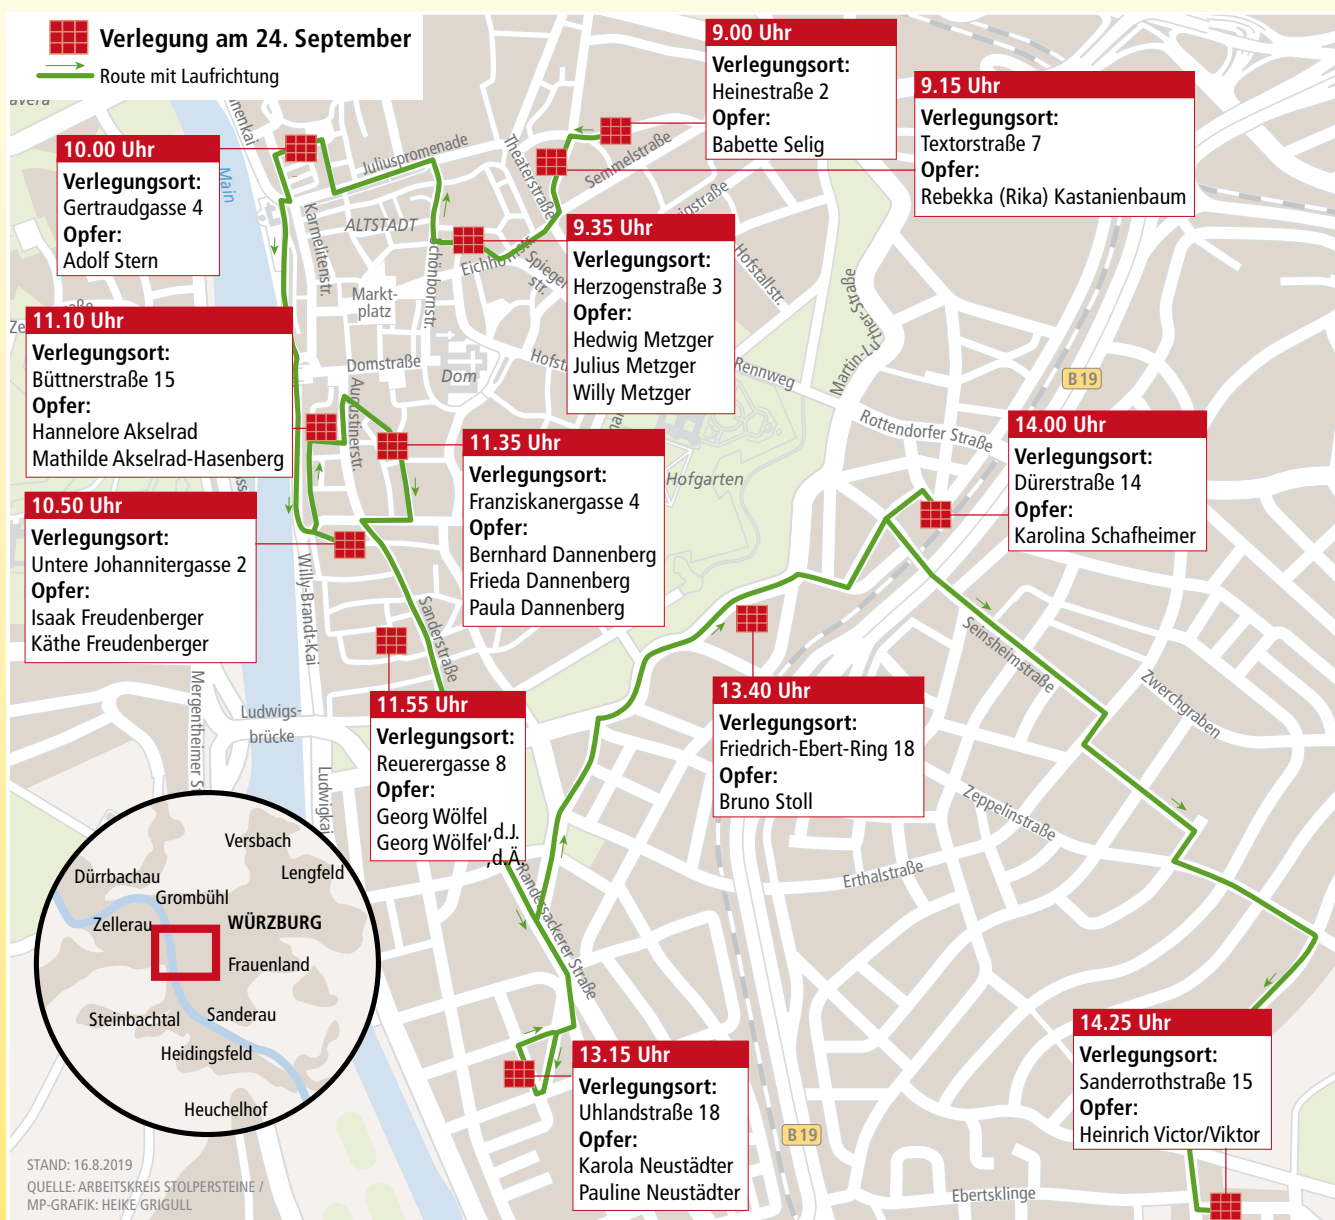 Verlegung am 24. September
Route mit Laufrichtung
9.00 Uhr
Verlegungsort:
Heinestraße 2
Opfer:
Babette Selig
9.15 Uhr
Verlegungsort:
Textorstraße 7
Opfer:
Rebekka (Rika) Kastanienbaum
9.35 Uhr
Verlegungsort:
Herzogenstraße 3
Opfer:
Hedwig Metzger
Julius Metzger
Willy Metzger
10.00 Uhr
Verlegungsort:
Gertraudgasse 4
Opfer:
Adolf Stern
10.50 Uhr
Verlegungsort:
Untere Johannitergasse 2
Opfer:
Isaak Freudenberger
Käthe Freudenberger
11.10 Uhr
Verlegungsort:
Büttnerstraße 15
Opfer:
Hannelore Akselrad
Mathilde Akselrad-Hasenberg
11.35 Uhr
Verlegungsort:
Franziskanergasse 4
Opfer:
Bernhard Dannenberg
Frieda Dannenberg
Paula Dannenberg
11.55 Uhr
Verlegungsort:
Reuerergasse 8
Opfer:
Georg Wölfel d.J.
Georg Wölfel d.Ä.
13.15 Uhr
Verlegungsort:
Uhlandstraße 18
Opfer:
Karola Neustädter
Pauline Neustädter
13.40 Uhr
Verlegungsort:
Friedrich-Ebert-Ring 18
Opfer:
Bruno Stoll
14.00 Uhr
Verlegungsort:
Dürerstraße 14
Opfer:
Karolina Schafheimer
14.25 Uhr
Verlegungsort:
Sanderrothstraße 15
Opfer:
Heinrich Victor/Viktor
avera
nenkai
Main
Juliuspromenade
Theaterstraße
Semmelstraße
ALTSTADT
Karmelitenstr.
Schönbornstr.
Eichhornstr.
Spiegelstr.
Hofstallstr.
Markt-
platz
Domstraße
Dom
Augustinerstr.
Rennweg
Martin-Luther-Straße
B 19
Rottendorfer Straße
Hofgarten
Willy-Brandt-Kai
Sanderstraße
Mergentheimer S
Ludwigs-
brücke
Ludwigkai
Seinsheimstraße
Zwerchgraben
Zeppelinstraße
Erthalstraße
Randersackerer Straße
B 19
Ebertsklinge
Versbach
Lengfeld
Dürrbachau
Grombühl
Zellerau
WÜRZBURG
Frauenland
Steinbachtal
Sanderau
Heidingsfeld
Heuchelhof
STAND: 16.8.2019
QUELLE: ARBEITSKREIS STOLPERSTEINE /
MP-GRAFIK: HEIKE GRIGULL